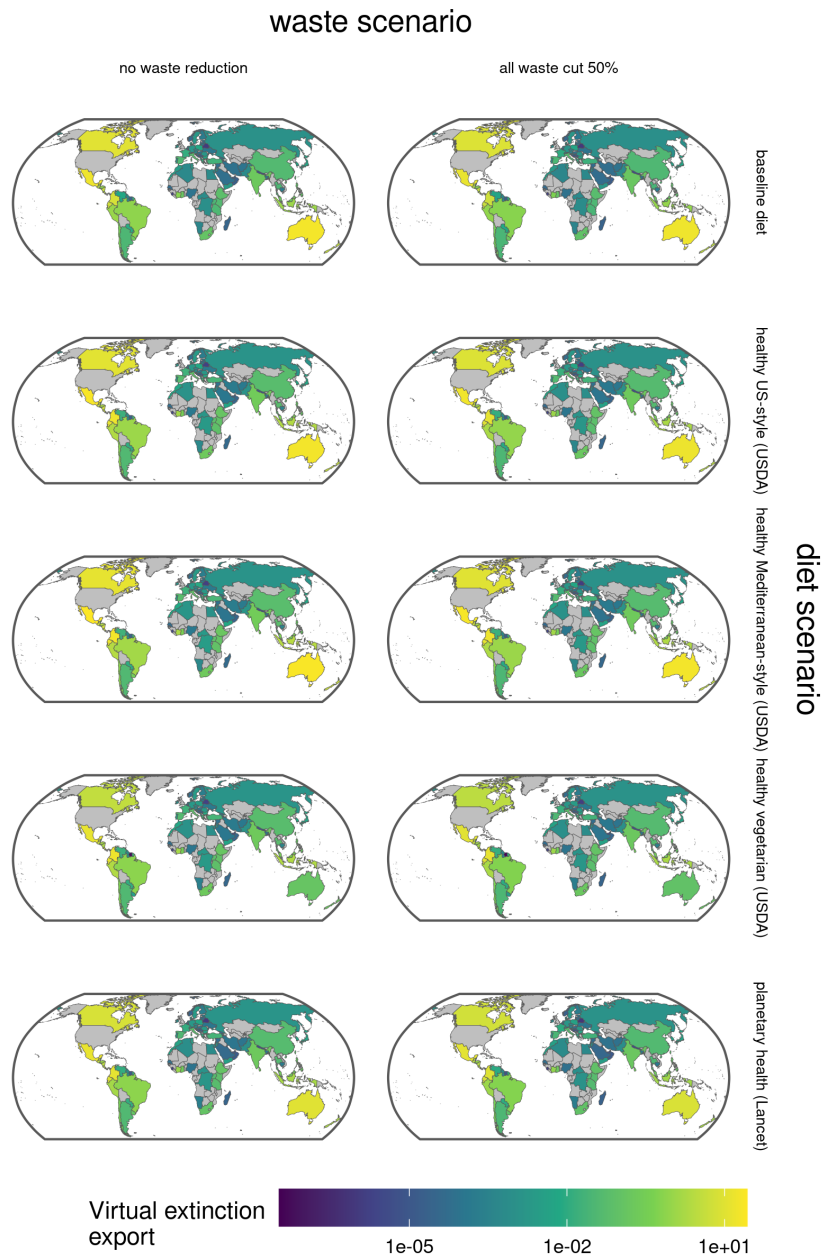 waste scenario
no waste reduction
all waste cut 50%
baseline diet
healthy US-style (USDA)
healthy Mediterranean-style (USDA)
healthy vegetarian (USDA)
planetary health (Lancet)
diet scenario
Virtual extinction
export
1e-05
1e-02
1e+01